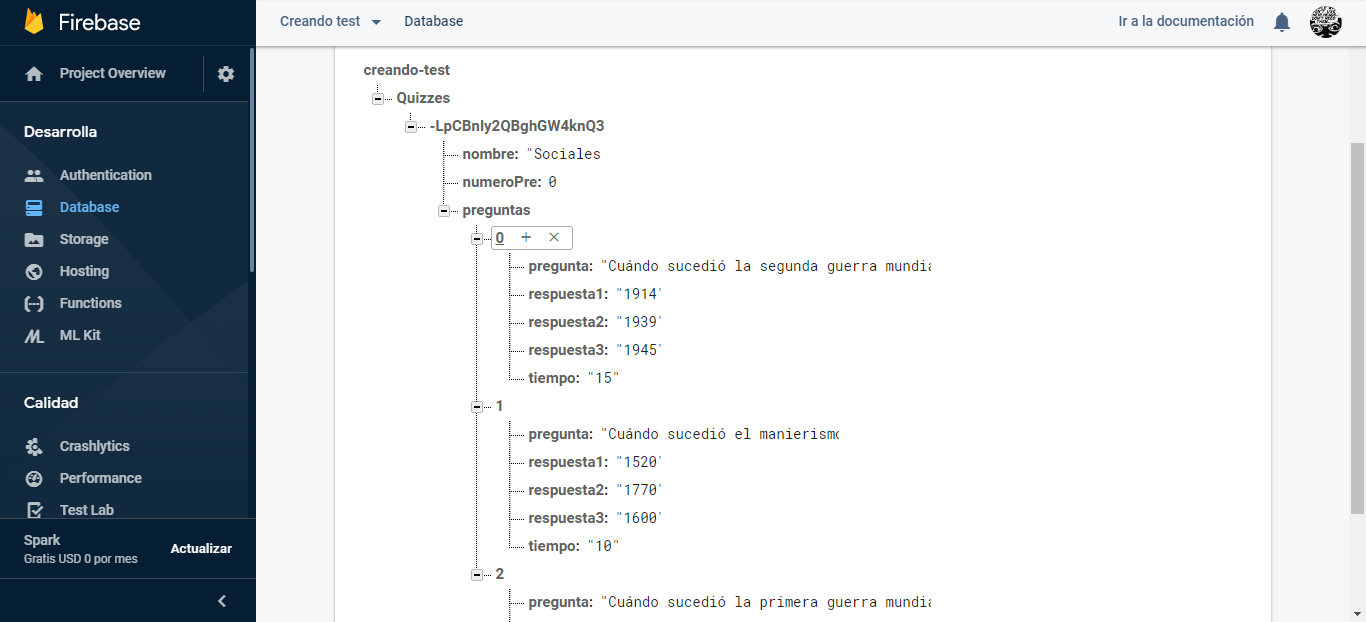 Firebase
Project Overview
Desarrolla
Authentication
Database
Storage
Hosting
Functions
ML Kit
Calidad
Crashlytics
Performance
Test Lab
Spark
Gratis USD 0 por mes
Actualizar
Creando test
Database
Ir a la documentación
creando-test
Quizzes
-LpCBnly2QBghGW4knQ3
nombre: "Sociales
numeroPre: 0
preguntas
0 + ×
pregunta: "Cuándo sucedió la segunda guerra mundia
respuesta1: "1914"
respuesta2: "1939"
respuesta3: "1945"
tiempo: "15"
1
pregunta: "Cuándo sucedió el manierismo
respuesta1: "1520"
respuesta2: "1770"
respuesta3: "1600"
tiempo: "10"
2
pregunta: "Cuándo sucedió la primera guerra mundia